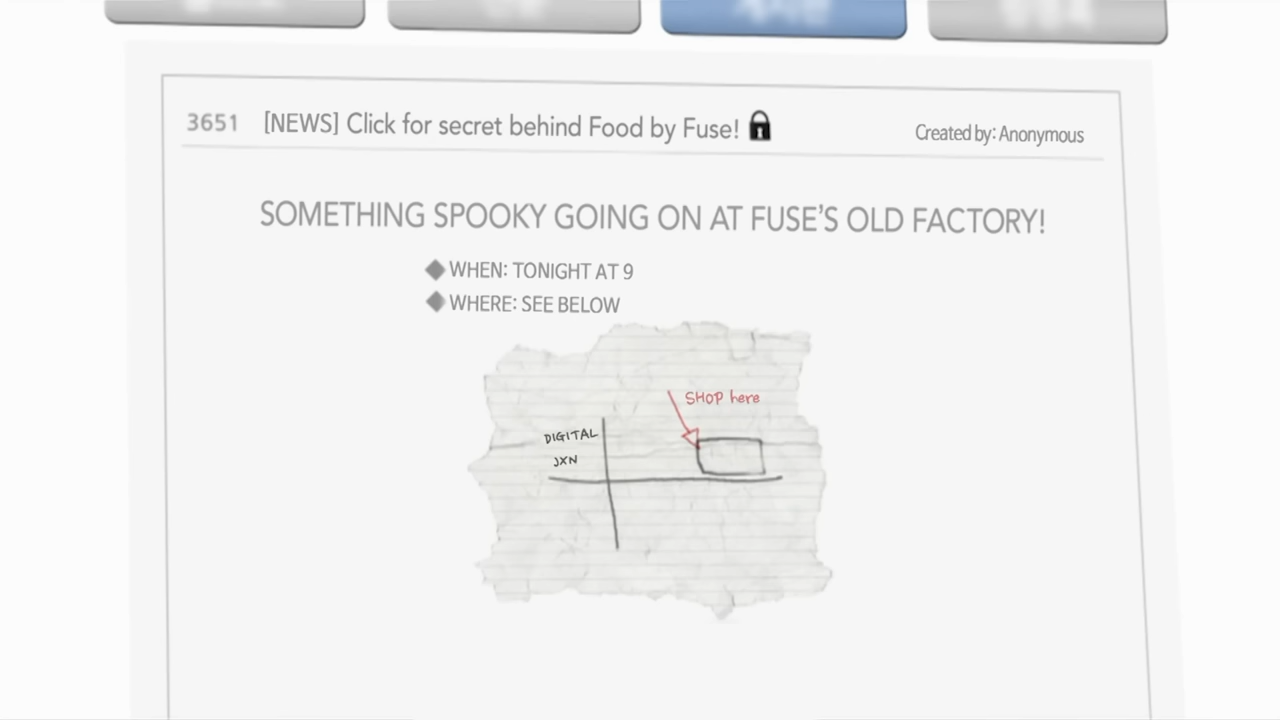 3651 [NEWS] Click for secret behind Food by Fuse! Created by: Anonymous
SOMETHING SPOOKY GOING ON AT FUSE'S OLD FACTORY!
WHEN: TONIGHT AT 9
WHERE: SEE BELOW
SHOP here
DIGITAL
JXN